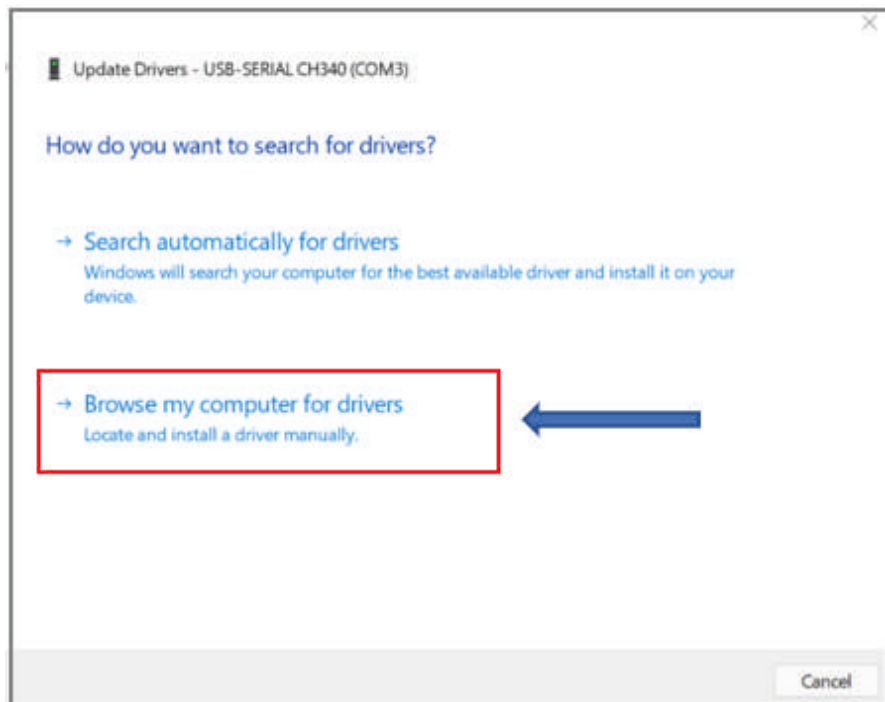 Update Drivers - USB-SERIAL CH340 (COM3)
How do you want to search for drivers?
→ Search automatically for drivers
Windows will search your computer for the best available driver and install it on your
device.
→ Browse my computer for drivers
Locate and install a driver manually.
Cancel